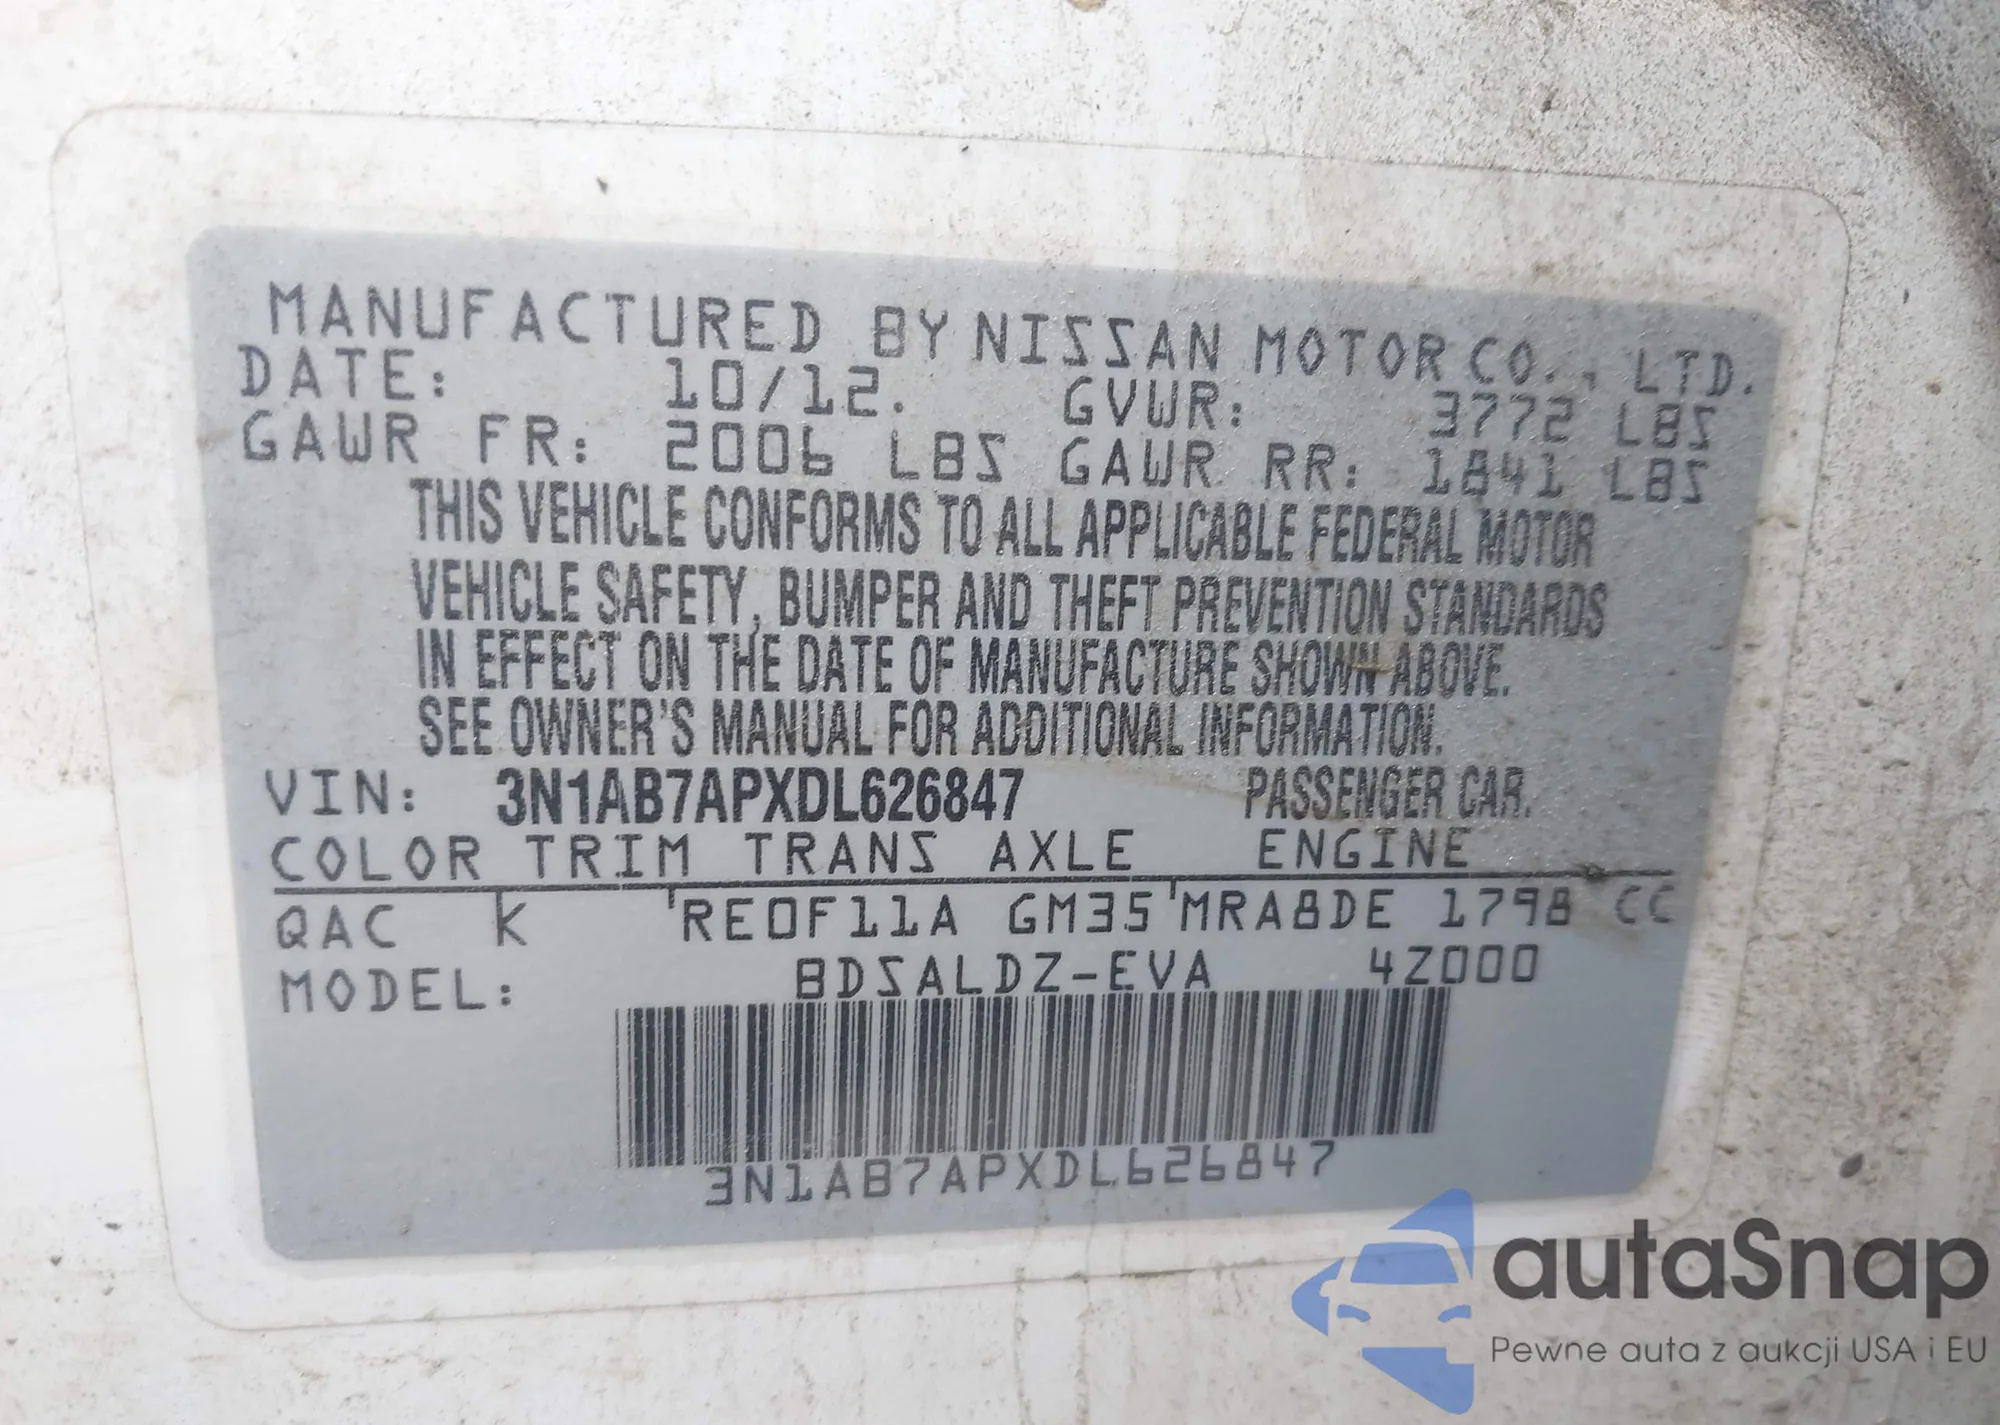 MANUFACTURED BY NISSAN MOTOR CO., LTD.
DATE: 10/12. GVWR: 3772 LBS
GAWR FR: 2006 LBS GAWR RR: 1841 LBS
THIS VEHICLE CONFORMS TO ALL APPLICABLE FEDERAL MOTOR
VEHICLE SAFETY, BUMPER AND THEFT PREVENTION STANDARDS
IN EFFECT ON THE DATE OF MANUFACTURE SHOWN ABOVE.
SEE OWNER'S MANUAL FOR ADDITIONAL INFORMATION.
VIN: 3N1AB7APXDL626847 PASSENGER CAR.
COLOR TRIM TRANS AXLE ENGINE
QAC K RE0F11A GM35 MRA8DE 1798 CC
MODEL: BDSALDZ-EVA 4Z000
3N1AB7APXDL626847
autaSnap
Pewne auta z aukcji USA i EU